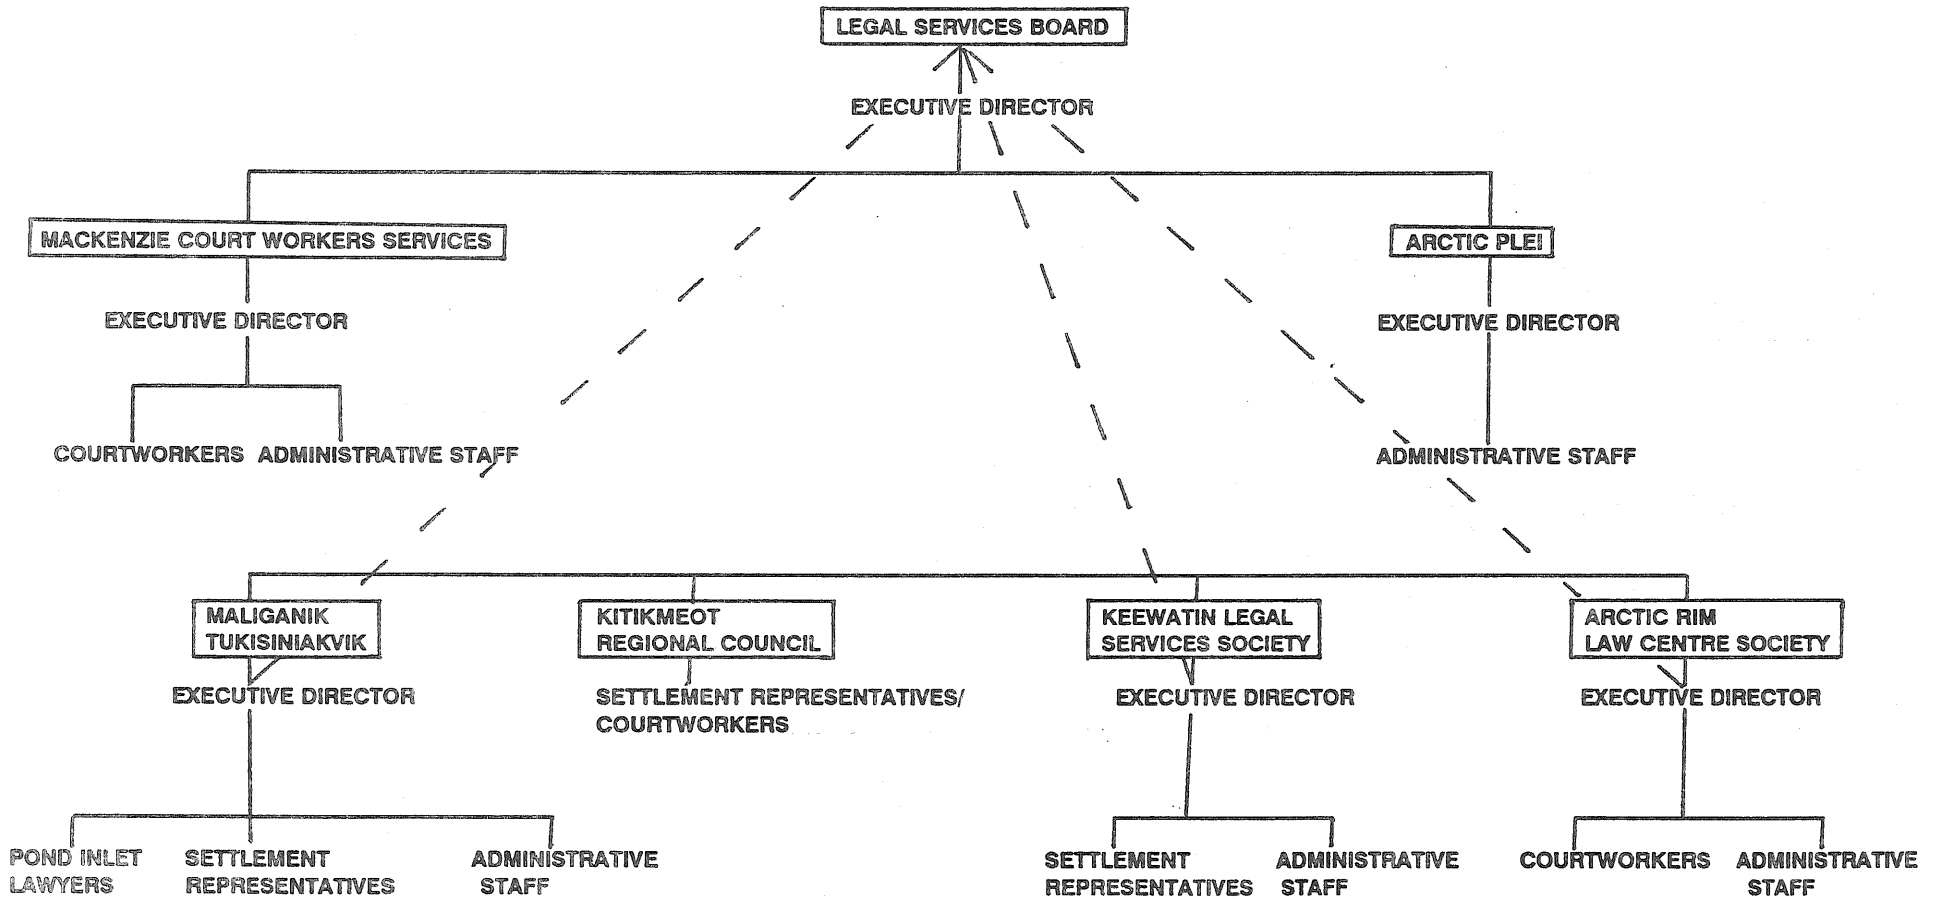 LEGAL SERVICES BOARD
EXECUTIVE DIRECTOR
MACKENZIE COURT WORKERS SERVICES
ARCTIC PLEI
EXECUTIVE DIRECTOR
EXECUTIVE DIRECTOR
COURTWORKERS
ADMINISTRATIVE STAFF
ADMINISTRATIVE STAFF
MALIGANIK
TUKISINIAKVIK
KITIKMEOT
REGIONAL COUNCIL
KEEWATIN LEGAL
SERVICES SOCIETY
ARCTIC RIM
LAW CENTRE SOCIETY
EXECUTIVE DIRECTOR
SETTLEMENT REPRESENTATIVES/
COURTWORKERS
EXECUTIVE DIRECTOR
EXECUTIVE DIRECTOR
POND INLET
LAWYERS
SETTLEMENT
REPRESENTATIVES
ADMINISTRATIVE
STAFF
SETTLEMENT
REPRESENTATIVES
ADMINISTRATIVE
STAFF
COURTWORKERS
ADMINISTRATIVE
STAFF